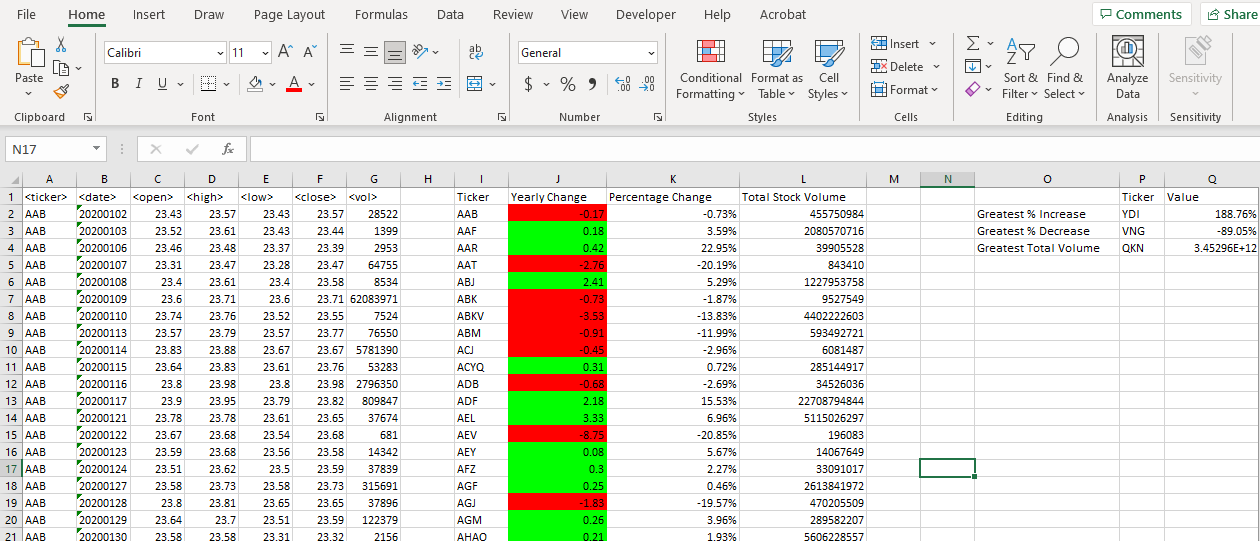 File Home Insert Draw Page Layout Formulas Data Review View Developer Help Acrobat Comments Share
Calibri 11 General
Paste
B I U A
$ % 9 .00
Conditional Formatting Format as Table Cell Styles
Insert
Delete
Format
Sort & Filter Find & Select
Analyze Data
Sensitivity
Clipboard Font Alignment Number Styles Cells Editing Analysis Sensitivity
N17 fx
A B C D E F G H I J K L M N O P Q
1 <ticker> <date> <open> <high> <low> <close> <vol> Ticker Yearly Change Percentage Change Total Stock Volume Ticker Value
2 AAB 20200102 23.43 23.57 23.43 23.57 28522 AAB -0.17 -0.73% 455750984 Greatest % Increase YDI 188.76%
3 AAB 20200103 23.52 23.61 23.43 23.44 1399 AAF 0.18 3.59% 2080570716 Greatest % Decrease VNG -89.05%
4 AAB 20200106 23.46 23.48 23.37 23.39 2953 AAR 0.42 22.95% 39905528 Greatest Total Volume QKN 3.45296E+12
5 AAB 20200107 23.31 23.47 23.28 23.47 64755 AAT -2.76 -20.19% 843410
6 AAB 20200108 23.4 23.61 23.4 23.58 8534 ABJ 2.41 5.29% 1227953758
7 AAB 20200109 23.6 23.71 23.6 23.71 62083971 ABK -0.73 -1.87% 9527549
8 AAB 20200110 23.74 23.76 23.52 23.55 7524 ABKV -3.53 -13.83% 4402222603
9 AAB 20200113 23.57 23.79 23.57 23.77 76550 ABM -0.91 -11.99% 593492721
10 AAB 20200114 23.83 23.88 23.67 23.67 5781390 ACJ -0.45 -2.96% 6081487
11 AAB 20200115 23.64 23.83 23.61 23.76 53283 ACYQ 0.31 0.72% 285144917
12 AAB 20200116 23.8 23.98 23.8 23.98 2796350 ADB -0.68 -2.69% 34526036
13 AAB 20200117 23.9 23.95 23.79 23.82 809847 ADF 2.18 15.53% 22708794844
14 AAB 20200121 23.78 23.78 23.61 23.65 37674 AEL 3.33 6.96% 5115026297
15 AAB 20200122 23.67 23.68 23.54 23.68 681 AEV -8.75 -20.85% 196083
16 AAB 20200123 23.59 23.68 23.56 23.58 14342 AEY 0.08 5.67% 14067649
17 AAB 20200124 23.51 23.62 23.5 23.59 37839 AFZ 0.3 2.27% 33091017
18 AAB 20200127 23.58 23.73 23.58 23.73 315691 AGF 0.25 0.46% 2613841972
19 AAB 20200128 23.8 23.81 23.65 23.65 37896 AGJ -1.83 -19.57% 470205509
20 AAB 20200129 23.64 23.7 23.51 23.59 122379 AGM 0.26 3.96% 289582207
21 AAB 20200130 23.58 23.58 23.31 23.32 2156 AHAO 0.21 1.93% 5606228557